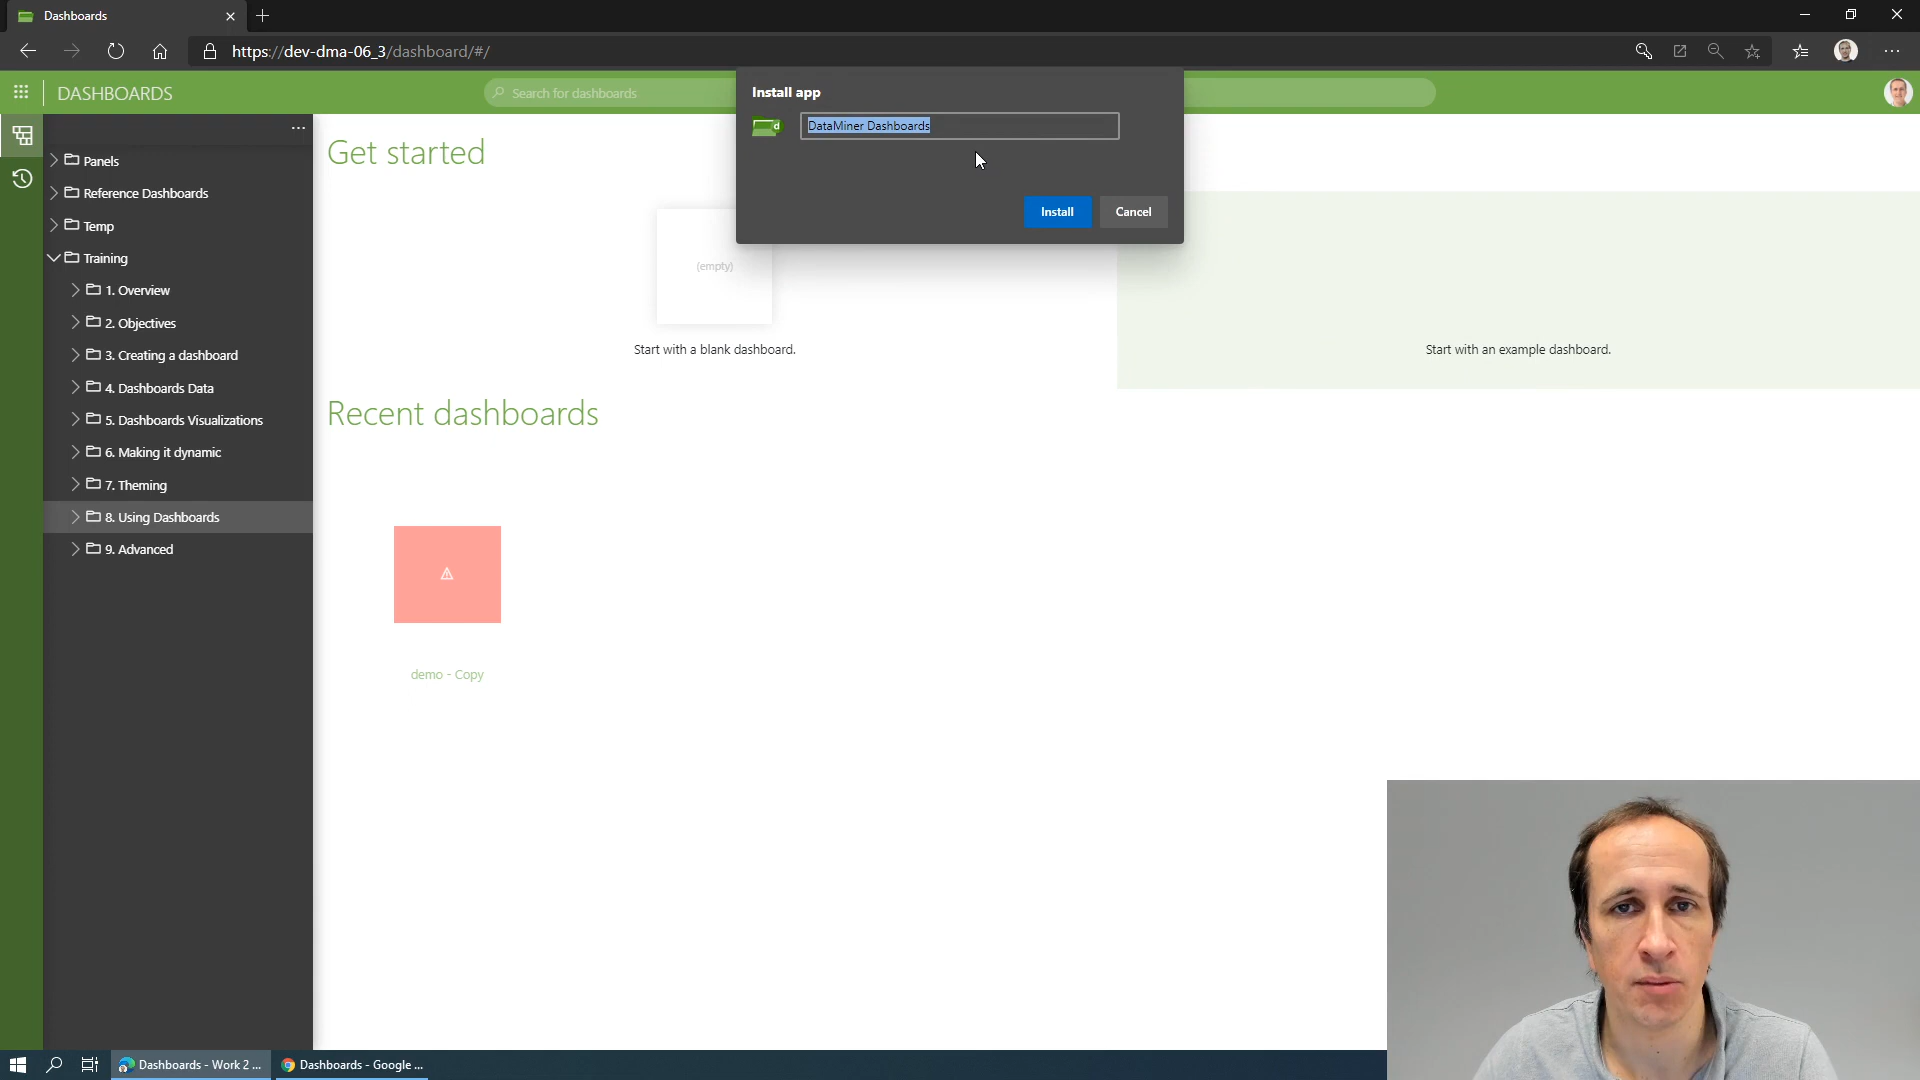 Dashboards
https://dev-dma-06_3/dashboard/#/
DASHBOARDS
Search for dashboards
Install app
DataMiner Dashboards
Install
Cancel
Panels
Reference Dashboards
Temp
Training
1. Overview
2. Objectives
3. Creating a dashboard
4. Dashboards Data
5. Dashboards Visualizations
6. Making it dynamic
7. Theming
8. Using Dashboards
9. Advanced
Get started
(empty)
Start with a blank dashboard.
Start with an example dashboard.
Recent dashboards
demo - Copy
Dashboards - Work 2 ...
Dashboards - Google ...